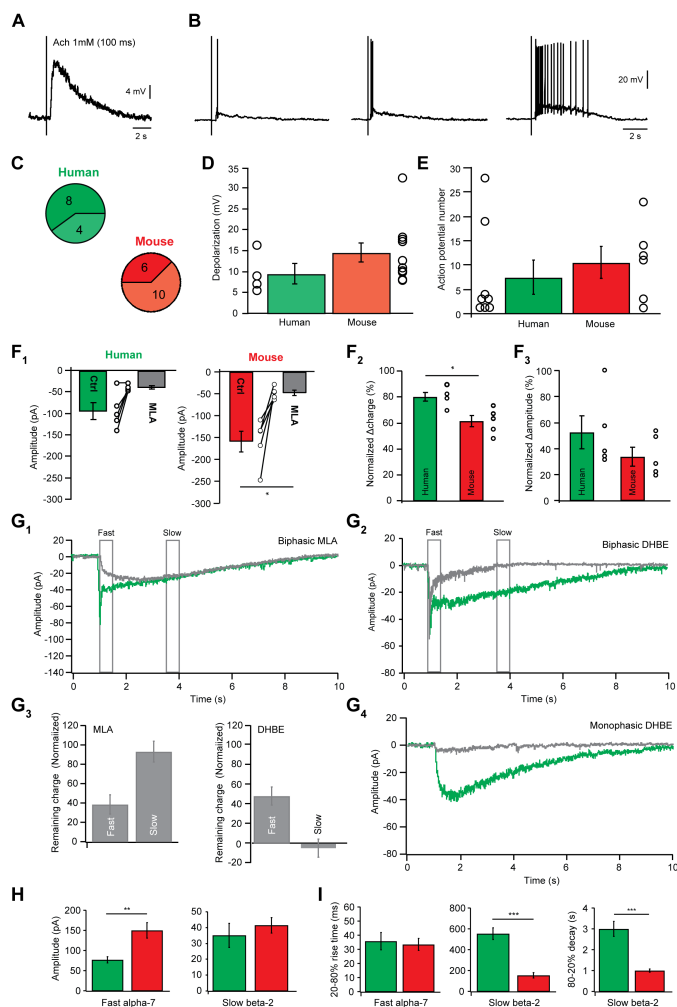 A
Ach 1mM (100 ms)
4 mV
2 s
B
20 mV
2 s
C
Human
8
4
Mouse
6
10
D
Depolarization (mV)
35
30
25
20
15
10
5
0
Human
Mouse
E
Action potential number
40
30
20
10
0
Human
Mouse
F1
Human
Amplitude (pA)
0
-50
-100
-150
-200
-250
-300
Ctrl
MLA
Mouse
Amplitude (pA)
0
-50
-100
-150
-200
-250
-300
Ctrl
MLA
*
F2
Normalized Δcharge (%)
100
80
60
40
20
0
*
Human
Mouse
F3
Normalized Δampitude (%)
100
80
60
40
20
0
Human
Mouse
G1
Fast
Slow
Biphasic MLA
Amplitude (pA)
20
0
-20
-40
-60
-80
-100
-120
-140
0
2
4
6
8
10
Time (s)
G2
Fast
Slow
Biphasic DHBE
Amplitude (pA)
20
0
-20
-40
-60
-80
0
2
4
6
8
10
Time (s)
G3
Remaining charge (Normalized)
120
100
80
60
40
20
0
MLA
Fast
Slow
Remaining charge (Normalized)
120
100
80
60
40
20
0
-20
DHBE
Fast
Slow
G4
Monophasic DHBE
Amplitude (pA)
20
0
-20
-40
-60
-80
0
2
4
6
8
10
Time (s)
H
Amplitude (pA)
200
150
100
50
0
**
Fast alpha-7
50
40
30
20
10
0
Slow beta-2
I
20-80% rise time (ms)
60
50
40
30
20
10
0
Fast alpha-7
800
600
400
200
0
***
Slow beta-2
80-20% decay (s)
4
3
2
1
0
***
Slow beta-2